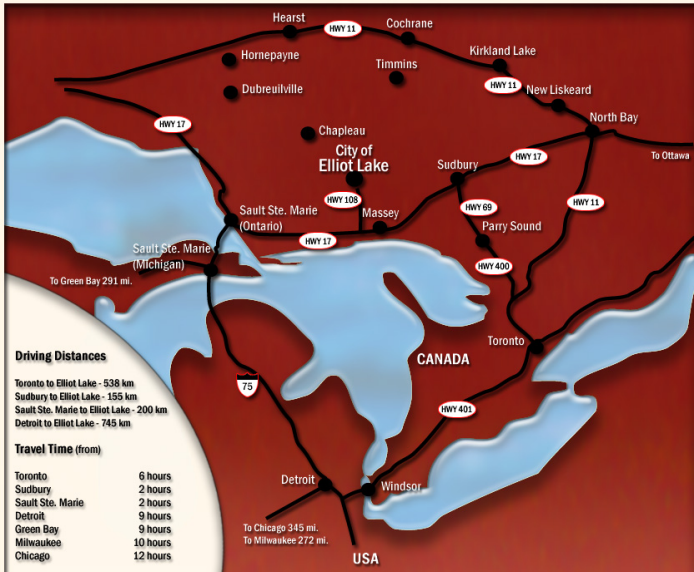 Hearst
HWY 11
Cochrane
Hornepayne
Timmins
Kirkland Lake
HWY 11
Dubreuilville
New Liskeard
HWY 17
Chapleau
North Bay
City of
Elliot Lake
Sudbury
HWY 17
To Ottawa
HWY 108
HWY 69
HWY 11
Sault Ste. Marie
(Ontario)
Massey
HWY 17
Parry Sound
Sault Ste. Marie
(Michigan)
HWY 400
To Green Bay 291 mi.
Toronto
CANADA
75
HWY 401
Detroit
Windsor
To Chicago 345 mi.
To Milwaukee 272 mi.
USA
Driving Distances
Toronto to Elliot Lake - 538 km
Sudbury to Elliot Lake - 155 km
Sault Ste. Marie to Elliot Lake - 200 km
Detroit to Elliot Lake - 745 km
Travel Time (from)
Toronto 6 hours
Sudbury 2 hours
Sault Ste. Marie 2 hours
Detroit 9 hours
Green Bay 9 hours
Milwaukee 10 hours
Chicago 12 hours